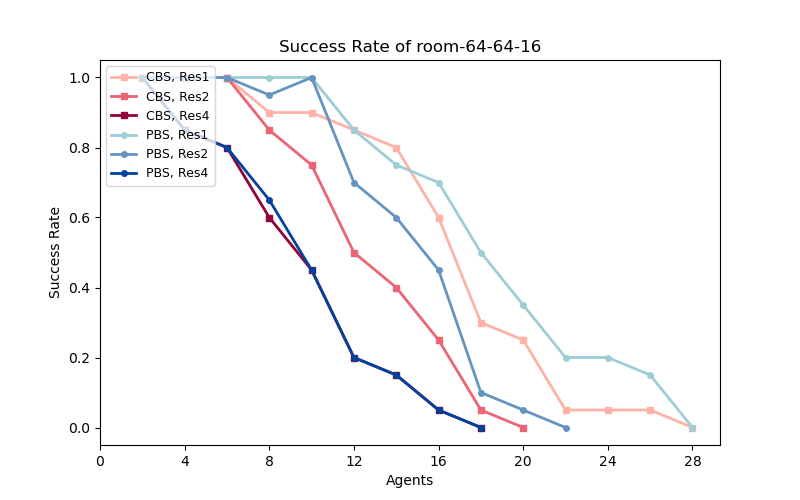 Success Rate of room-64-64-16
CBS, Res1
CBS, Res2
CBS, Res4
PBS, Res1
PBS, Res2
PBS, Res4
Success Rate
1.0
0.8
0.6
0.4
0.2
0.0
0 4 8 12 16 20 24 28
Agents